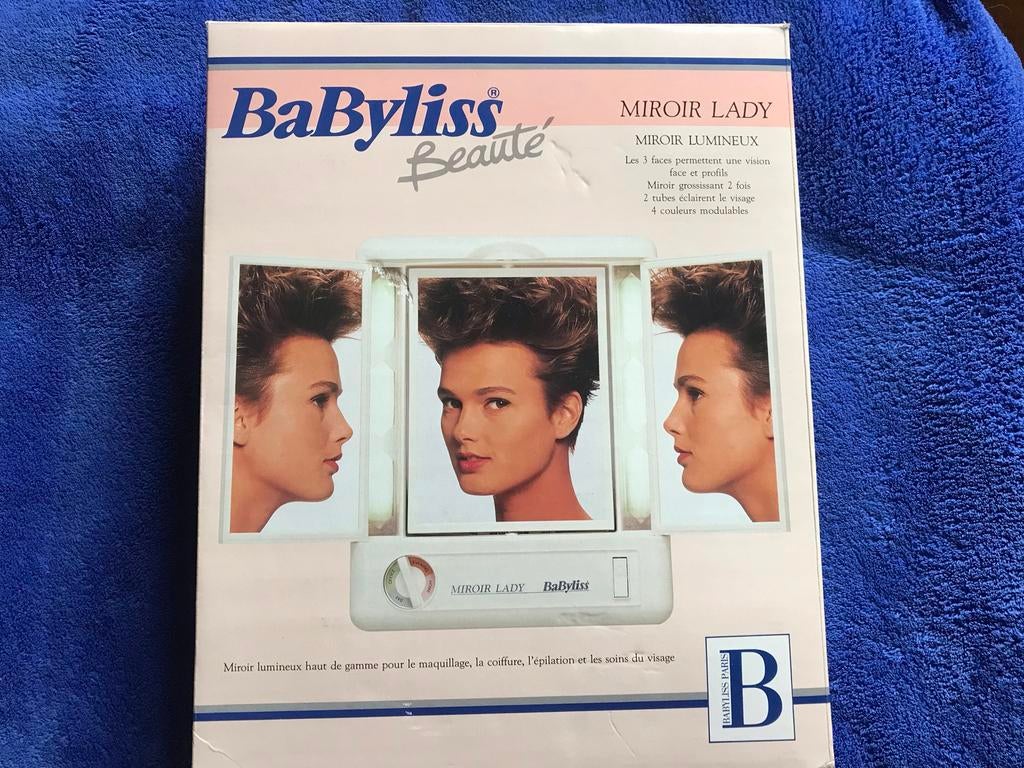 BaByliss®
Beauté
MIROIR LADY
MIROIR LUMINEUX
Les 3 faces permettent une vision
face et profils
Miroir grossissant 2 fois
2 tubes éclairent le visage
4 couleurs modulables
MIROIR LADY BaByliss
Miroir lumineux haut de gamme pour le maquillage, la coiffure, l'épilation et les soins du visage
BABYLISS PARIS
B